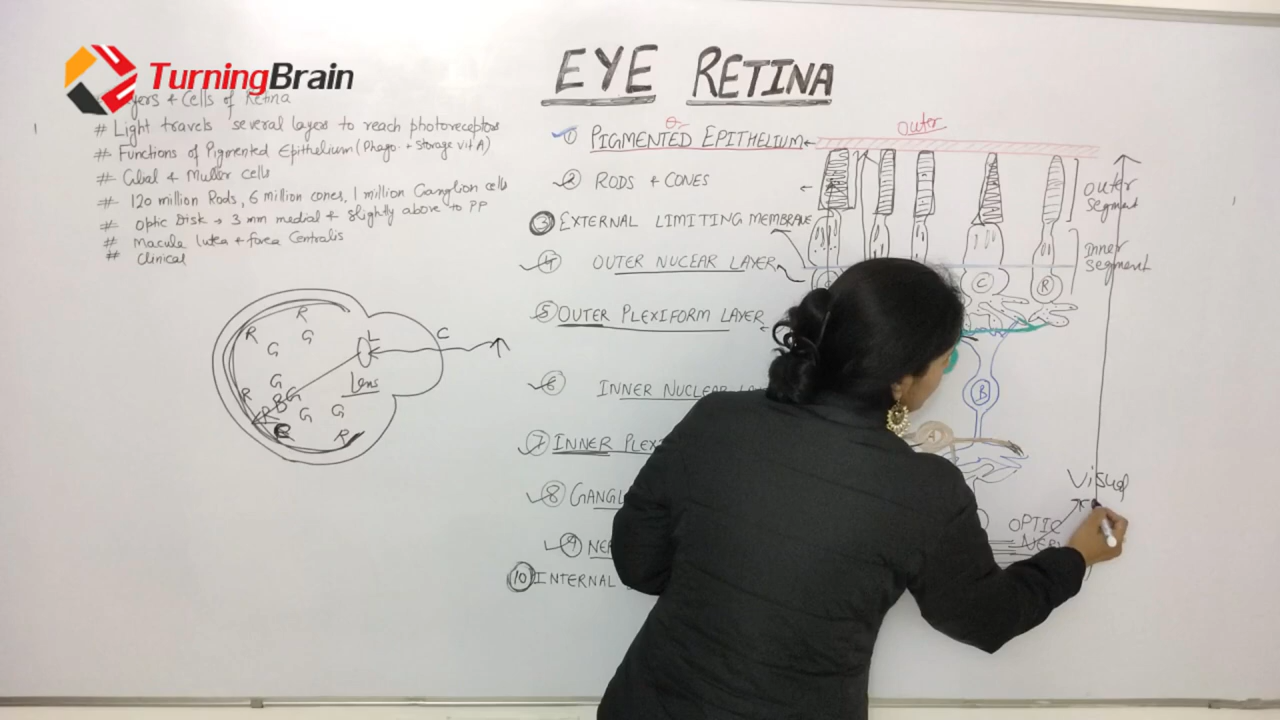 TurningBrain
EYE RETINA
Cells of Retina
# Light travels several layers to reach photoreceptors
# Functions of Pigmented Epithelium (Phago. + Storage vit A)
# Cubal + Muller cells
# 120 million Rods, 6 million cones, 1 million Ganglion cells
# optic Disk → 3 mm medial + slightly above to PP
# Macula lutea + fovea Centralis
# Clinical
① PIGMENTED EPITHELIUM
② RODS + CONES
③ EXTERNAL LIMITING MEMBRANE
④ OUTER NUCEAR LAYER
⑤ OUTER PLEXIFORM LAYER
⑥ INNER NUCLEAR
⑦ INNER PLEX
⑧ GANGL
⑨ NE
⑩ INTERNAL
outer
outer
Segment
Inner
Segment
C R
B
A
Visual
OPTIC
NER
R R
G G
L C
G
Lens
R R B G
G G
R